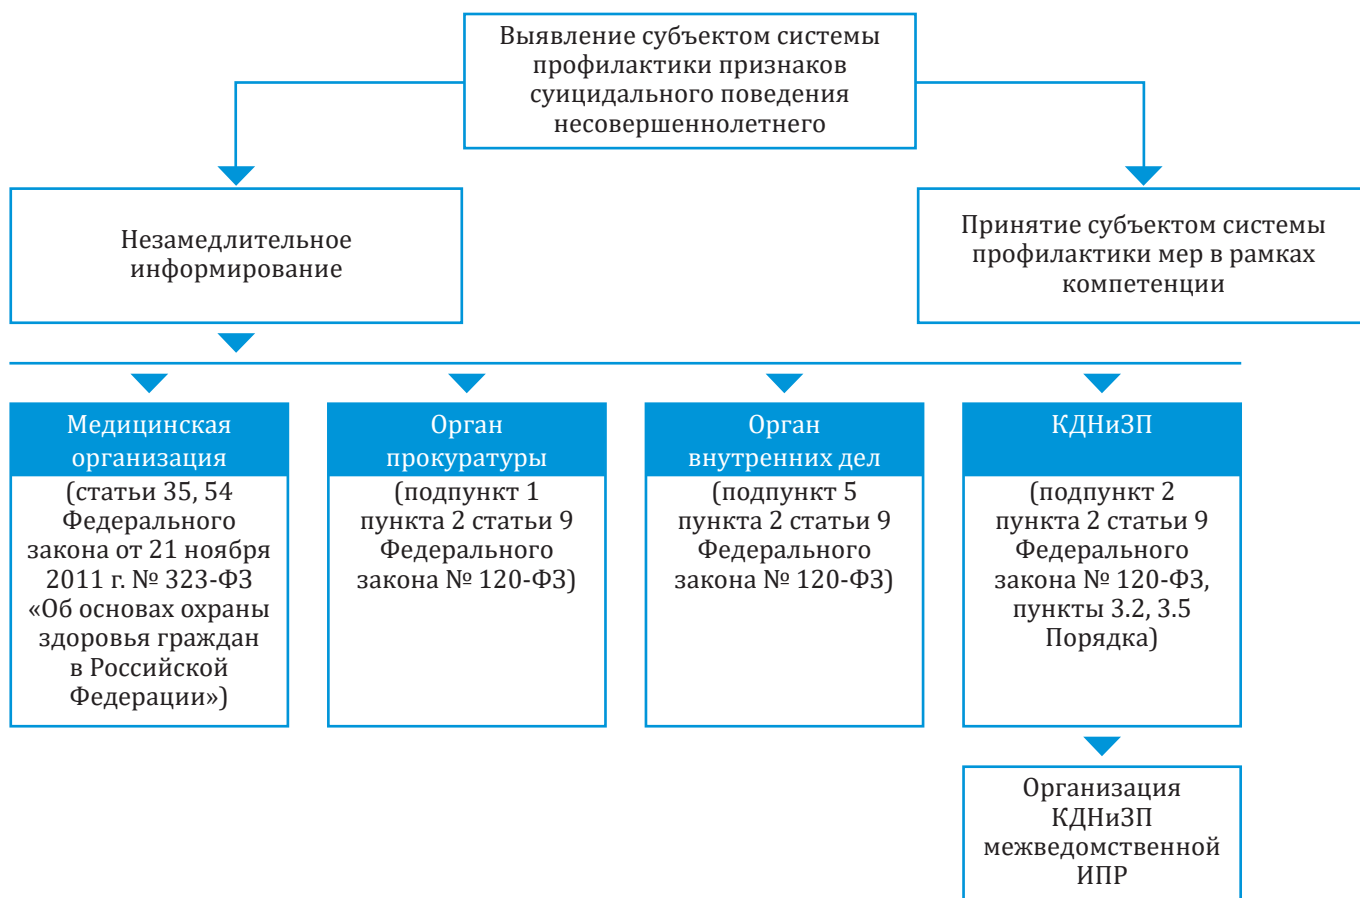 Выявление субъектом системы
профилактики признаков
суицидального поведения
несовершеннолетнего
Незамедлительное
информирование
Принятие субъектом системы
профилактики мер в рамках
компетенции
Медицинская
организация
(статьи 35, 54
Федерального
закона от 21 ноября
2011 г. № 323-ФЗ
«Об основах охраны
здоровья граждан
в Российской
Федерации»)
Орган
прокуратуры
(подпункт 1
пункта 2 статьи 9
Федерального
закона № 120-ФЗ)
Орган
внутренних дел
(подпункт 5
пункта 2 статьи 9
Федерального
закона № 120-ФЗ)
КДНиЗП
(подпункт 2
пункта 2 статьи 9
Федерального
закона № 120-ФЗ,
пункты 3.2, 3.5
Порядка)
Организация
КДНиЗП
межведомственной
ИПР